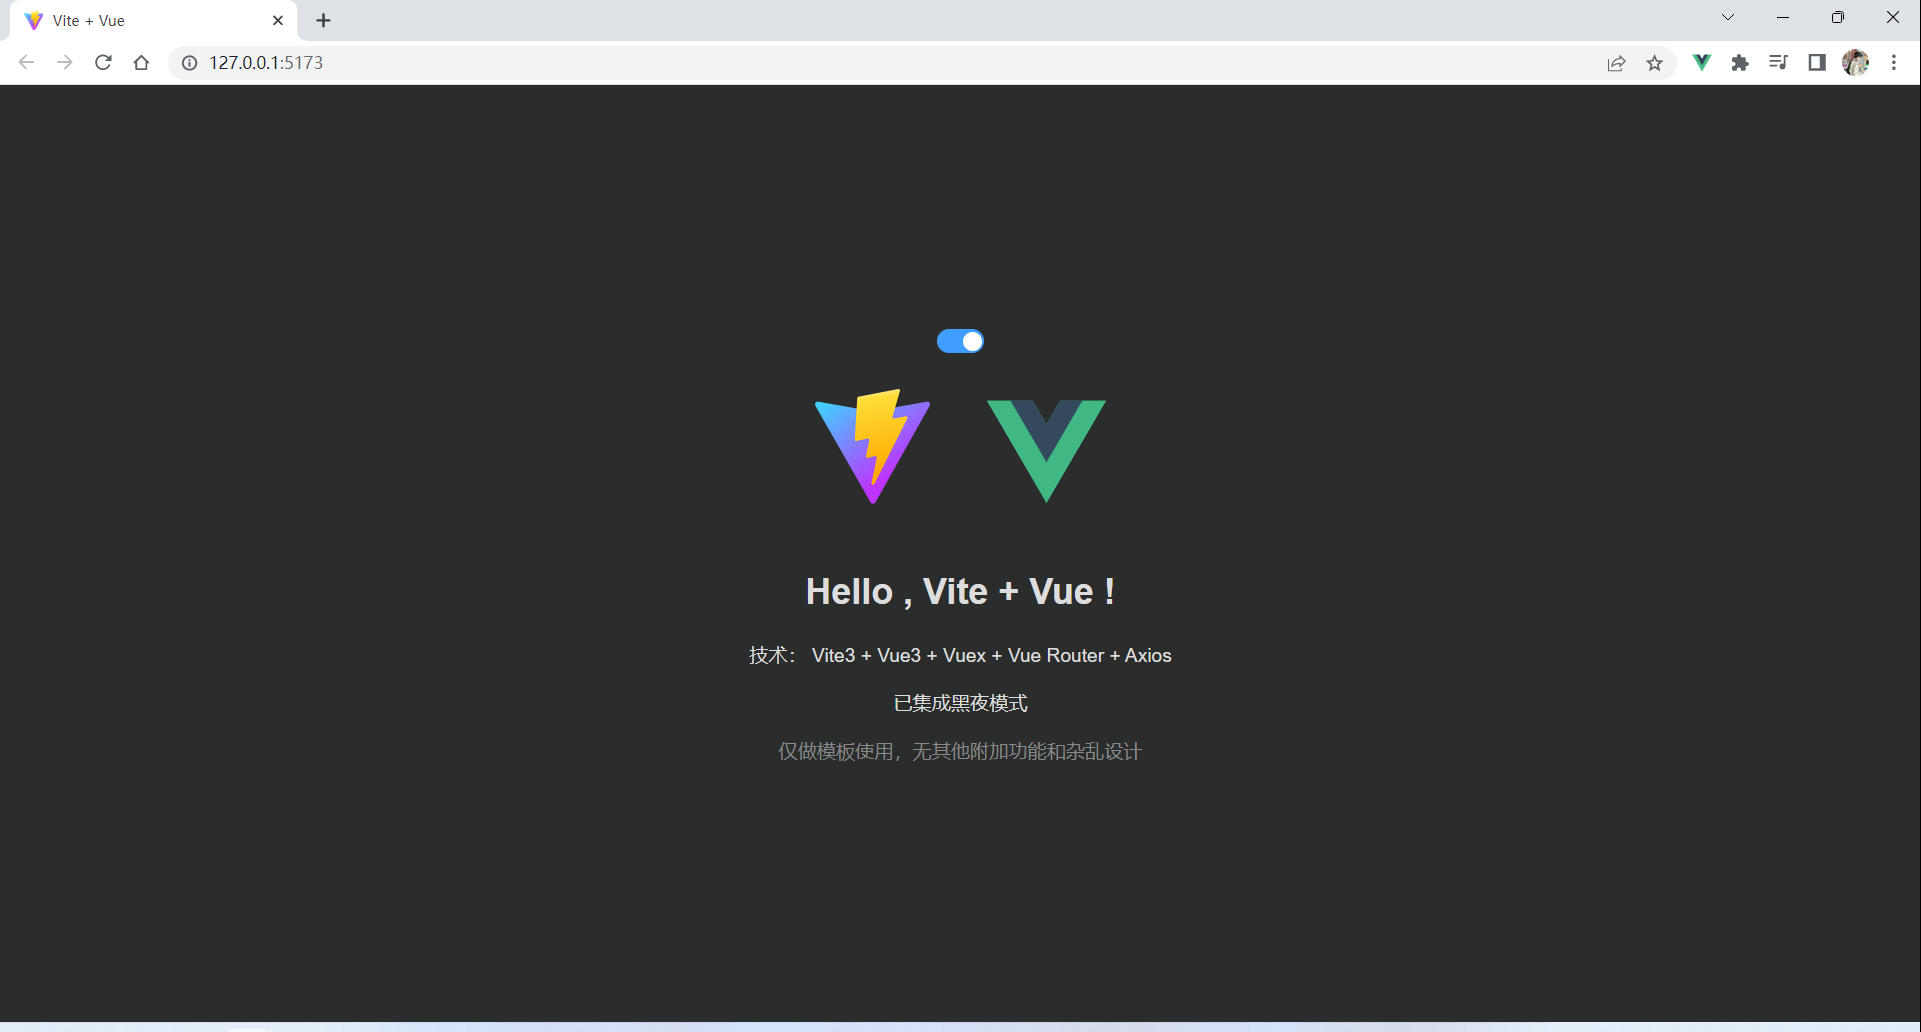 Vite + Vue
127.0.0.1:5173
Hello , Vite + Vue !
技术： Vite3 + Vue3 + Vuex + Vue Router + Axios
已集成黑夜模式
仅做模板使用，无其他附加功能和杂乱设计